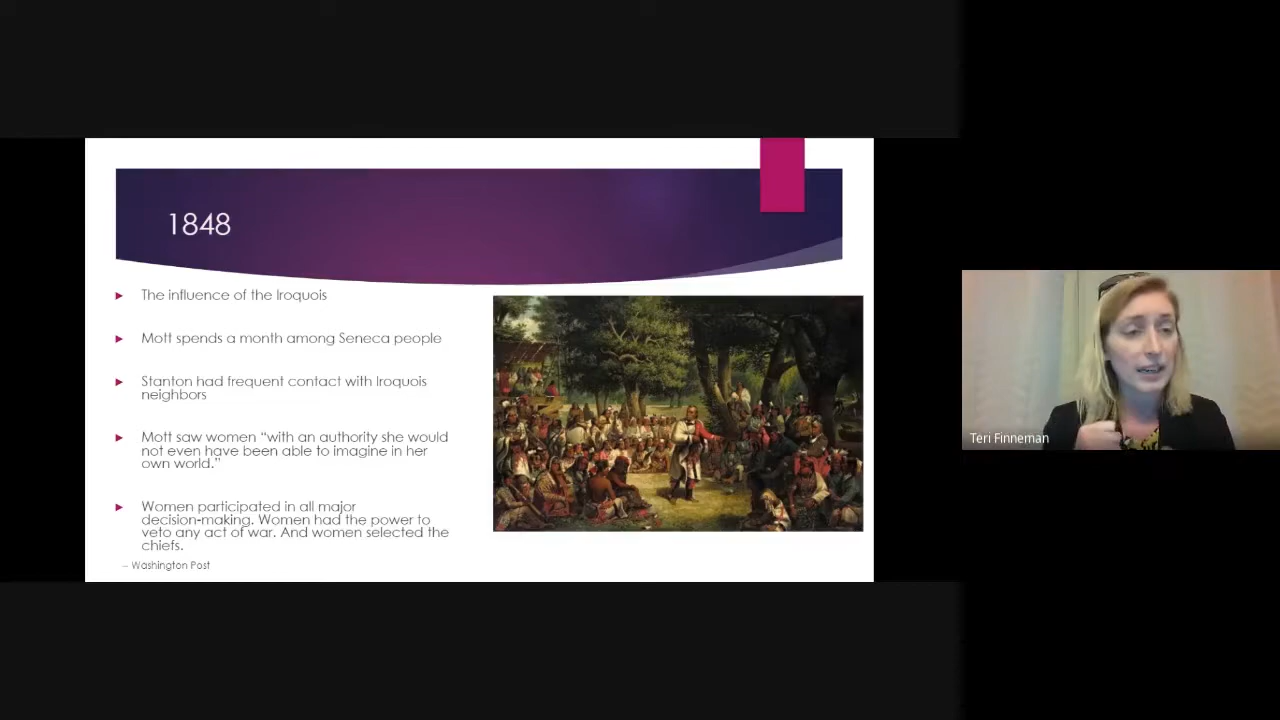 1848
The influence of the Iroquois
Mott spends a month among Seneca people
Stanton had frequent contact with Iroquois
neighbors
Mott saw women “with an authority she would
not even have been able to imagine in her
own world.”
Women participated in all major
decision-making. Women had the power to
veto any act of war. And women selected the
chiefs.
– Washington Post
Teri Finneman